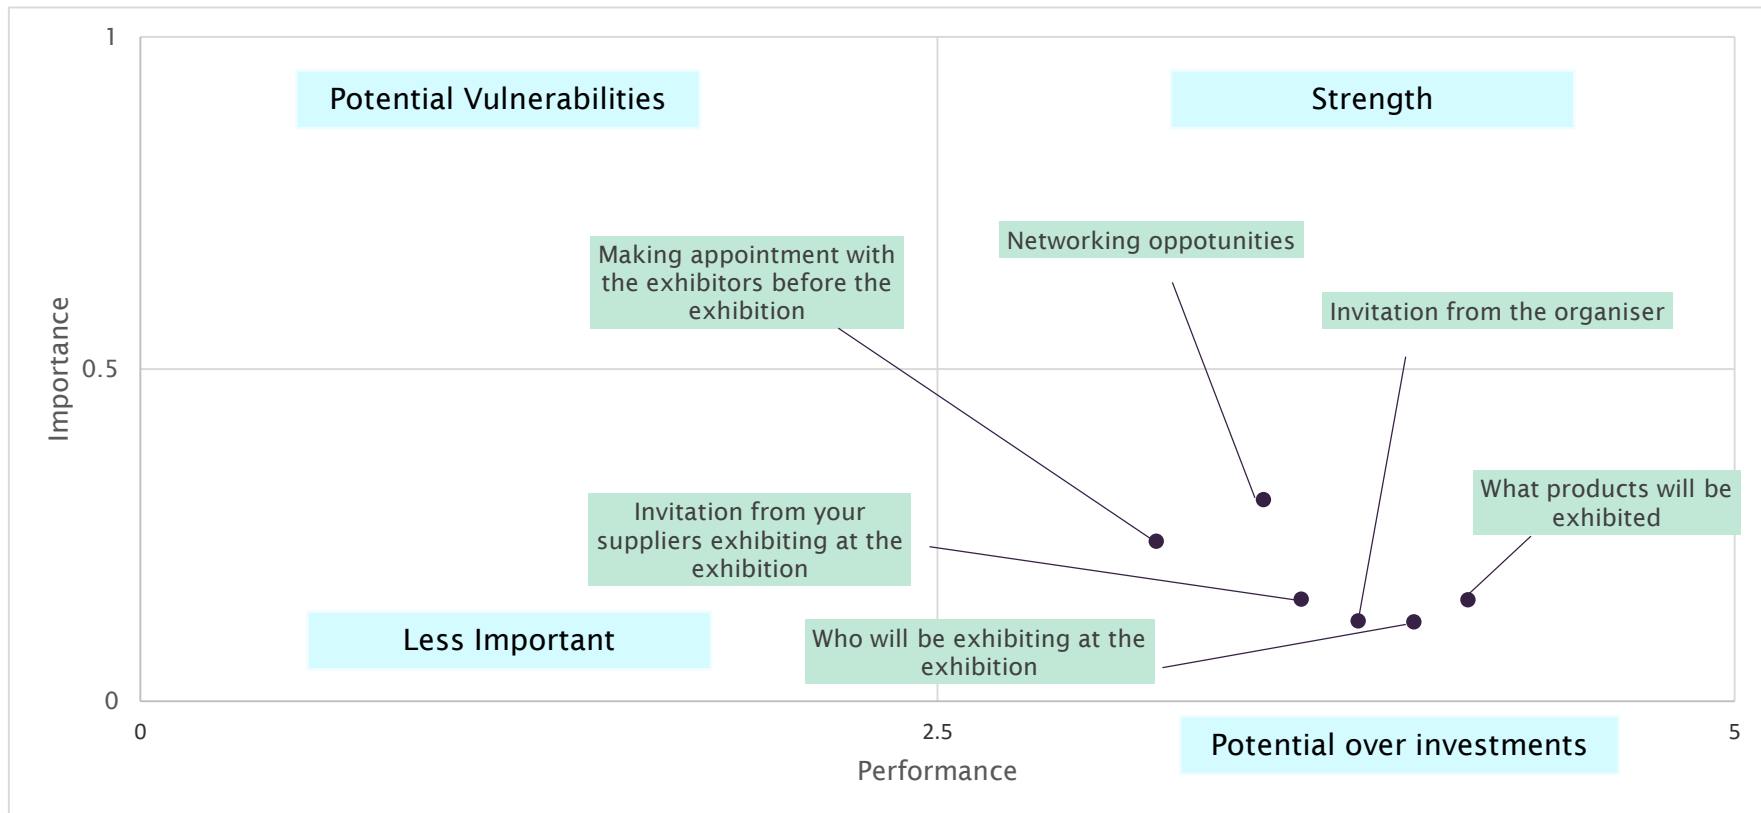 1
Potential Vulnerabilities
Strength
Networking oppotunities
Making appointment with
the exhibitors before the
exhibition
Invitation from the organiser
Importance
0.5
What products will be
exhibited
Invitation from your
suppliers exhibiting at the
exhibition
Less Important
Who will be exhibiting at the
exhibition
0
0
2.5
5
Potential over investments
Performance